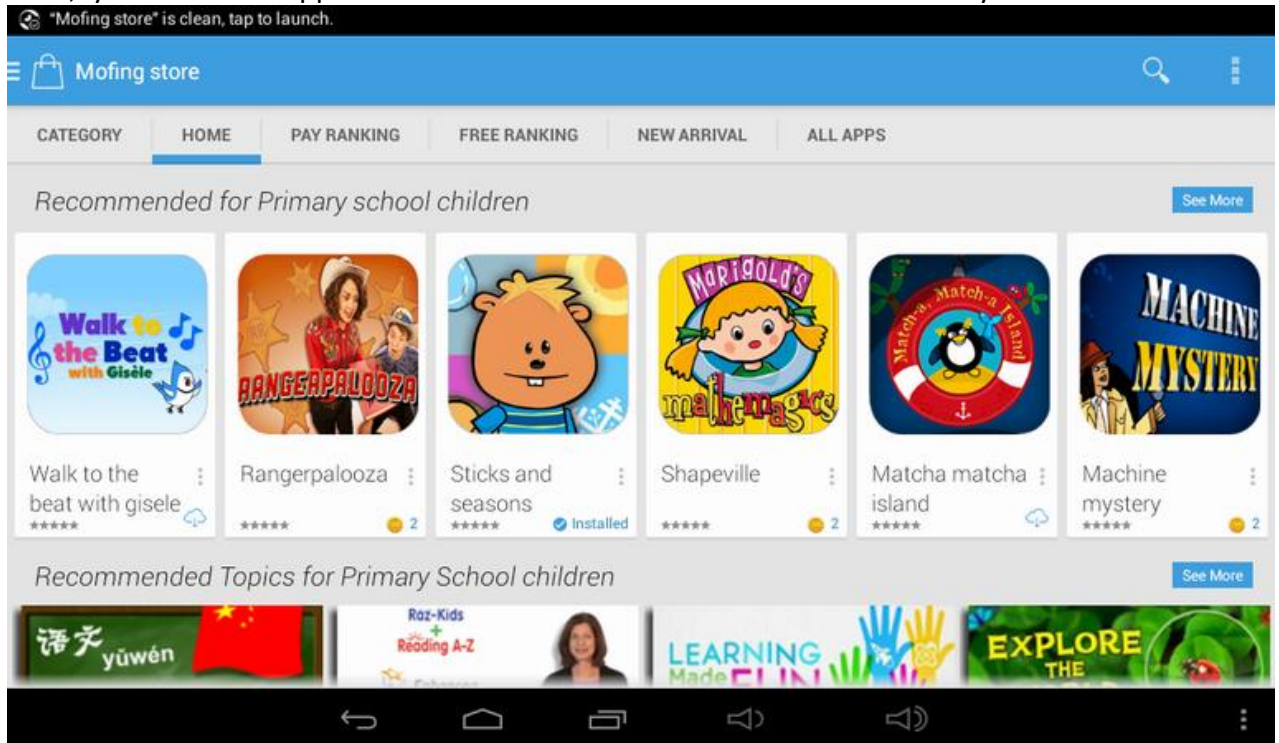 "Mofing store" is clean, tap to launch.
Mofing store
CATEGORY HOME PAY RANKING FREE RANKING NEW ARRIVAL ALL APPS
Recommended for Primary school children See More
Walk to
the Beat
with Gisèle
RANGERPALOOZA
MARiGOLD'S
mathemagics
Match-a, Match-a Island
MACHINE
MYSTERY
Walk to the
beat with gisele
Rangerpalooza
2
Sticks and
seasons
Installed
Shapeville
2
Matcha matcha
island
Machine
mystery
2
Recommended Topics for Primary School children See More
语文
yǔwén
Raz-Kids
+
Reading A-Z
LEARNING
Made FUN
EXPLORE
THE